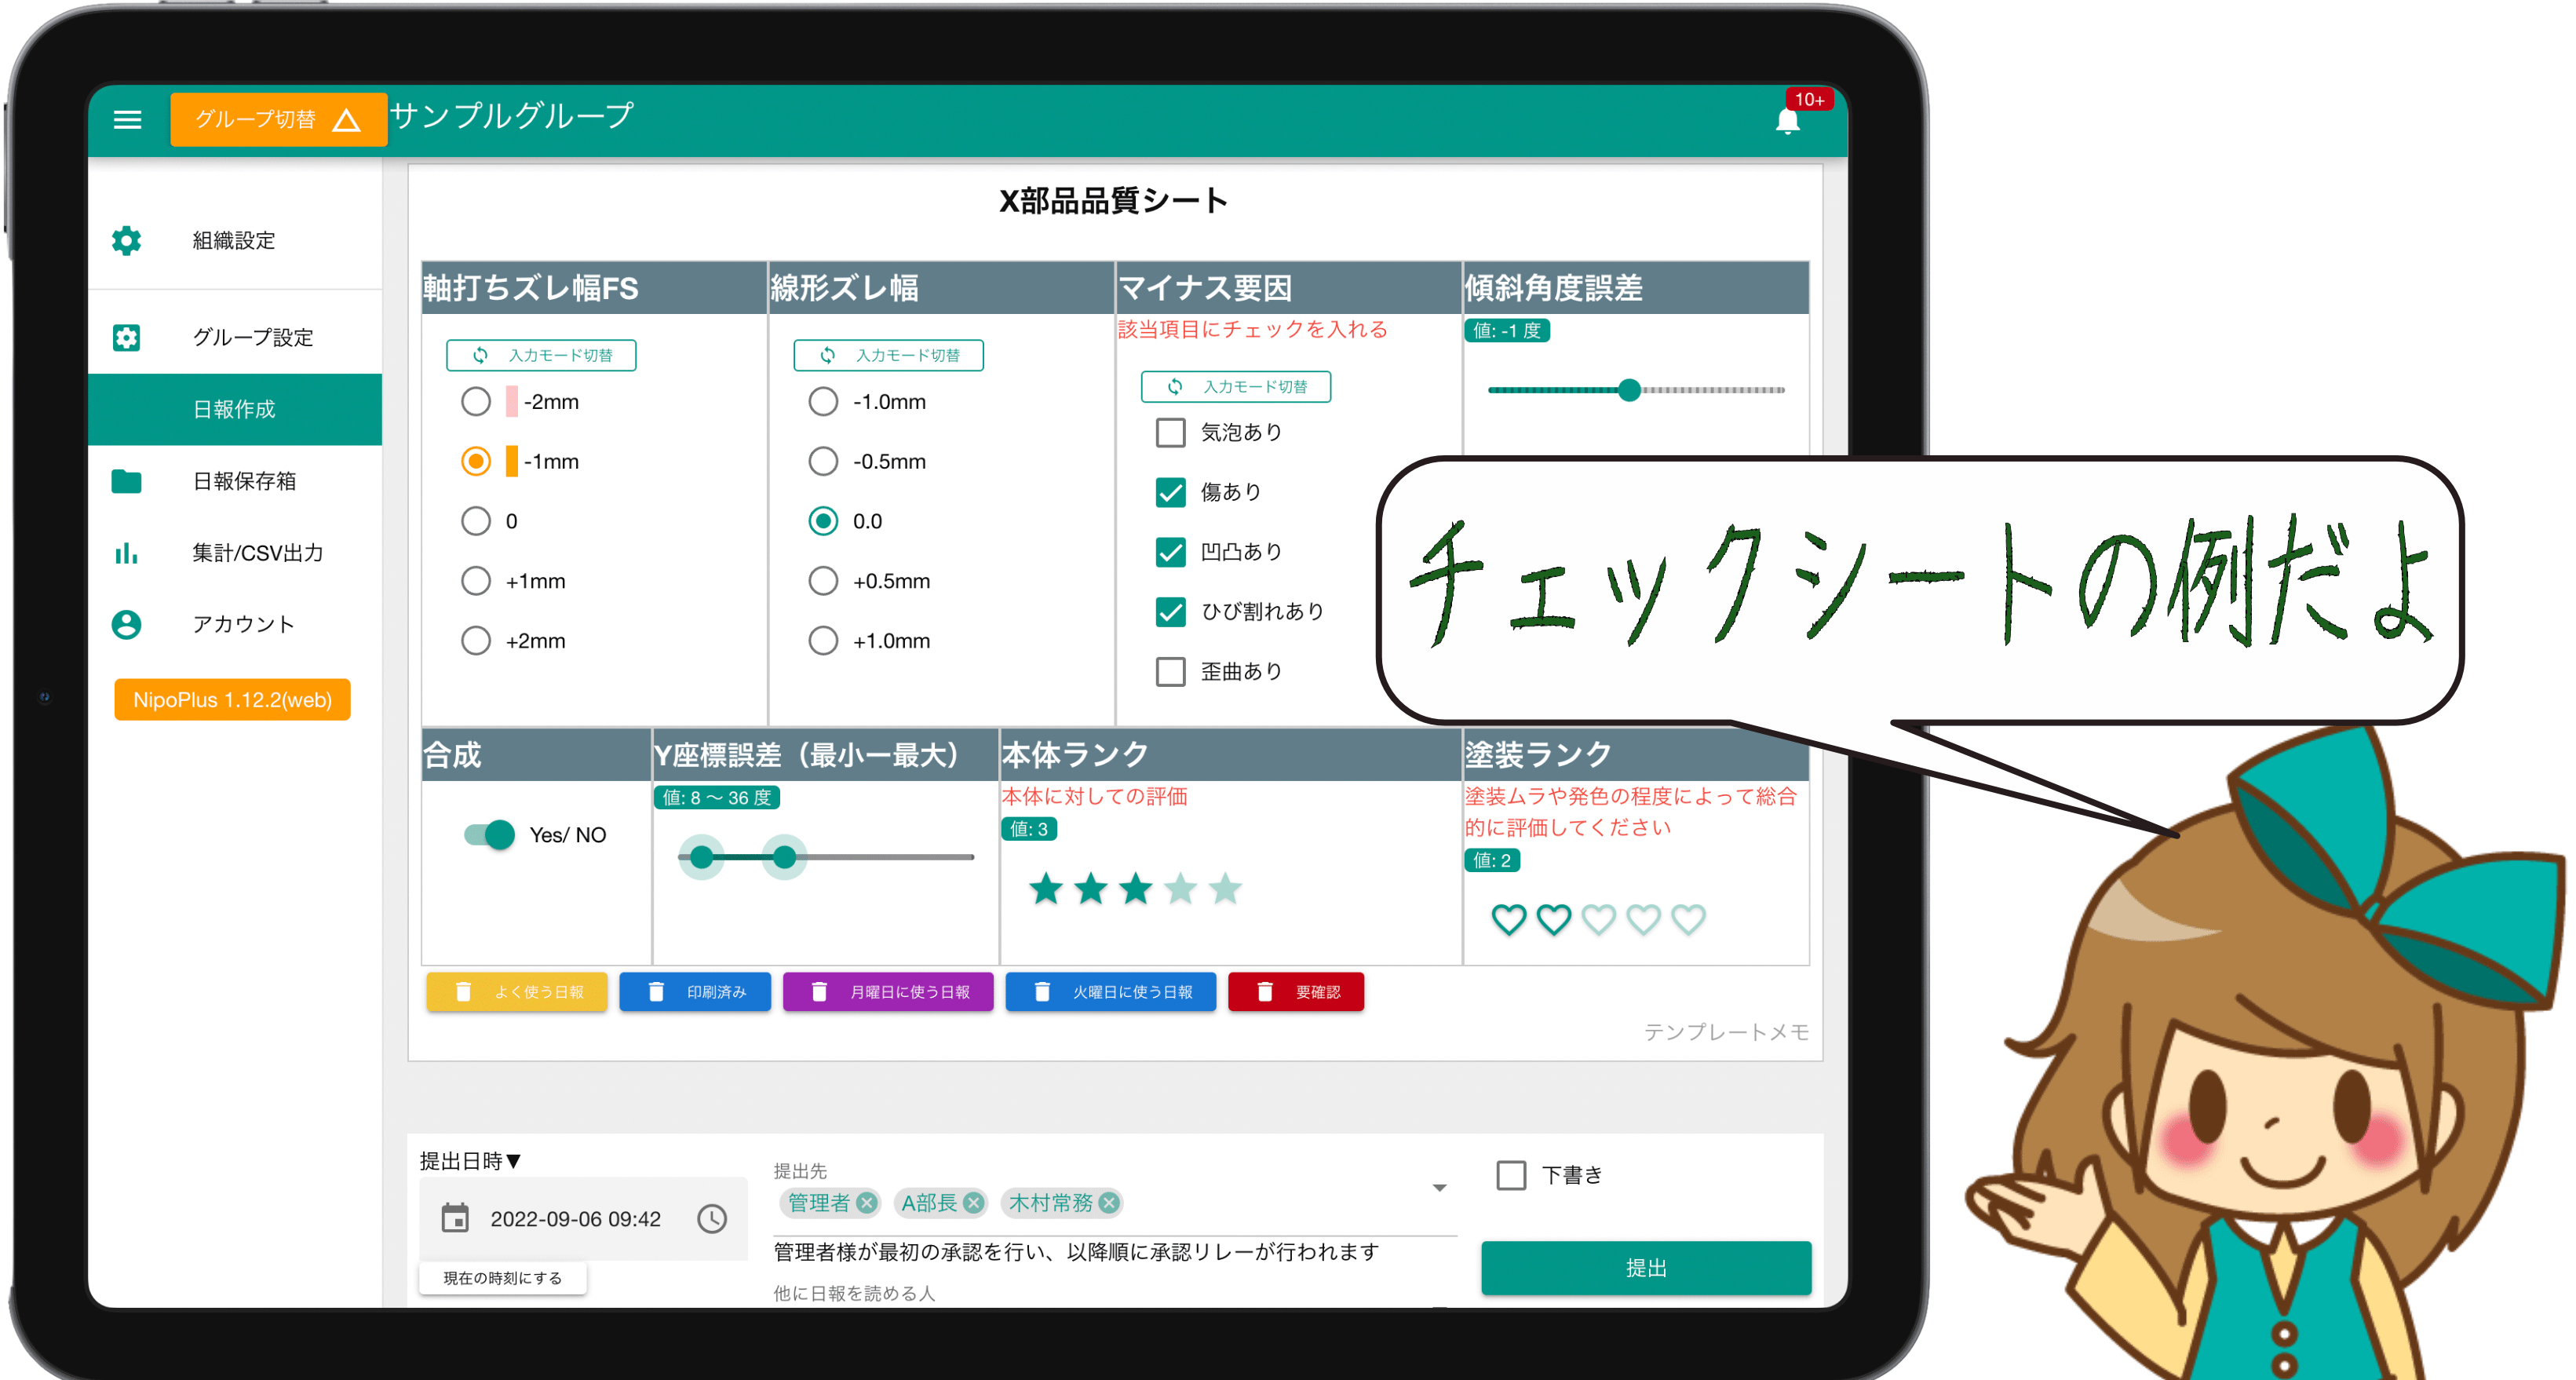 グループ切替
サンプルグループ
10+
組織設定
グループ設定
日報作成
日報保存箱
集計/CSV出力
アカウント
NipoPlus 1.12.2(web)
X部品品質シート
軸打ちズレ幅FS
入力モード切替
-2mm
-1mm
0
+1mm
+2mm
線形ズレ幅
入力モード切替
-1.0mm
-0.5mm
0.0
+0.5mm
+1.0mm
マイナス要因
該当項目にチェックを入れる
入力モード切替
気泡あり
傷あり
凹凸あり
ひび割れあり
歪曲あり
傾斜角度誤差
値: -1 度
チェックシートの例だよ
合成
Yes/ NO
Y座標誤差（最小ー最大）
値: 8 ～ 36 度
本体ランク
本体に対しての評価
値: 3
塗装ランク
塗装ムラや発色の程度によって総合
的に評価してください
値: 2
よく使う日報
印刷済み
月曜日に使う日報
火曜日に使う日報
要確認
テンプレートメモ
提出日時▼
2022-09-06 09:42
現在の時刻にする
提出先
管理者
A部長
木村常務
管理者様が最初の承認を行い、以降順に承認リレーが行われます
他に日報を読める人
下書き
提出